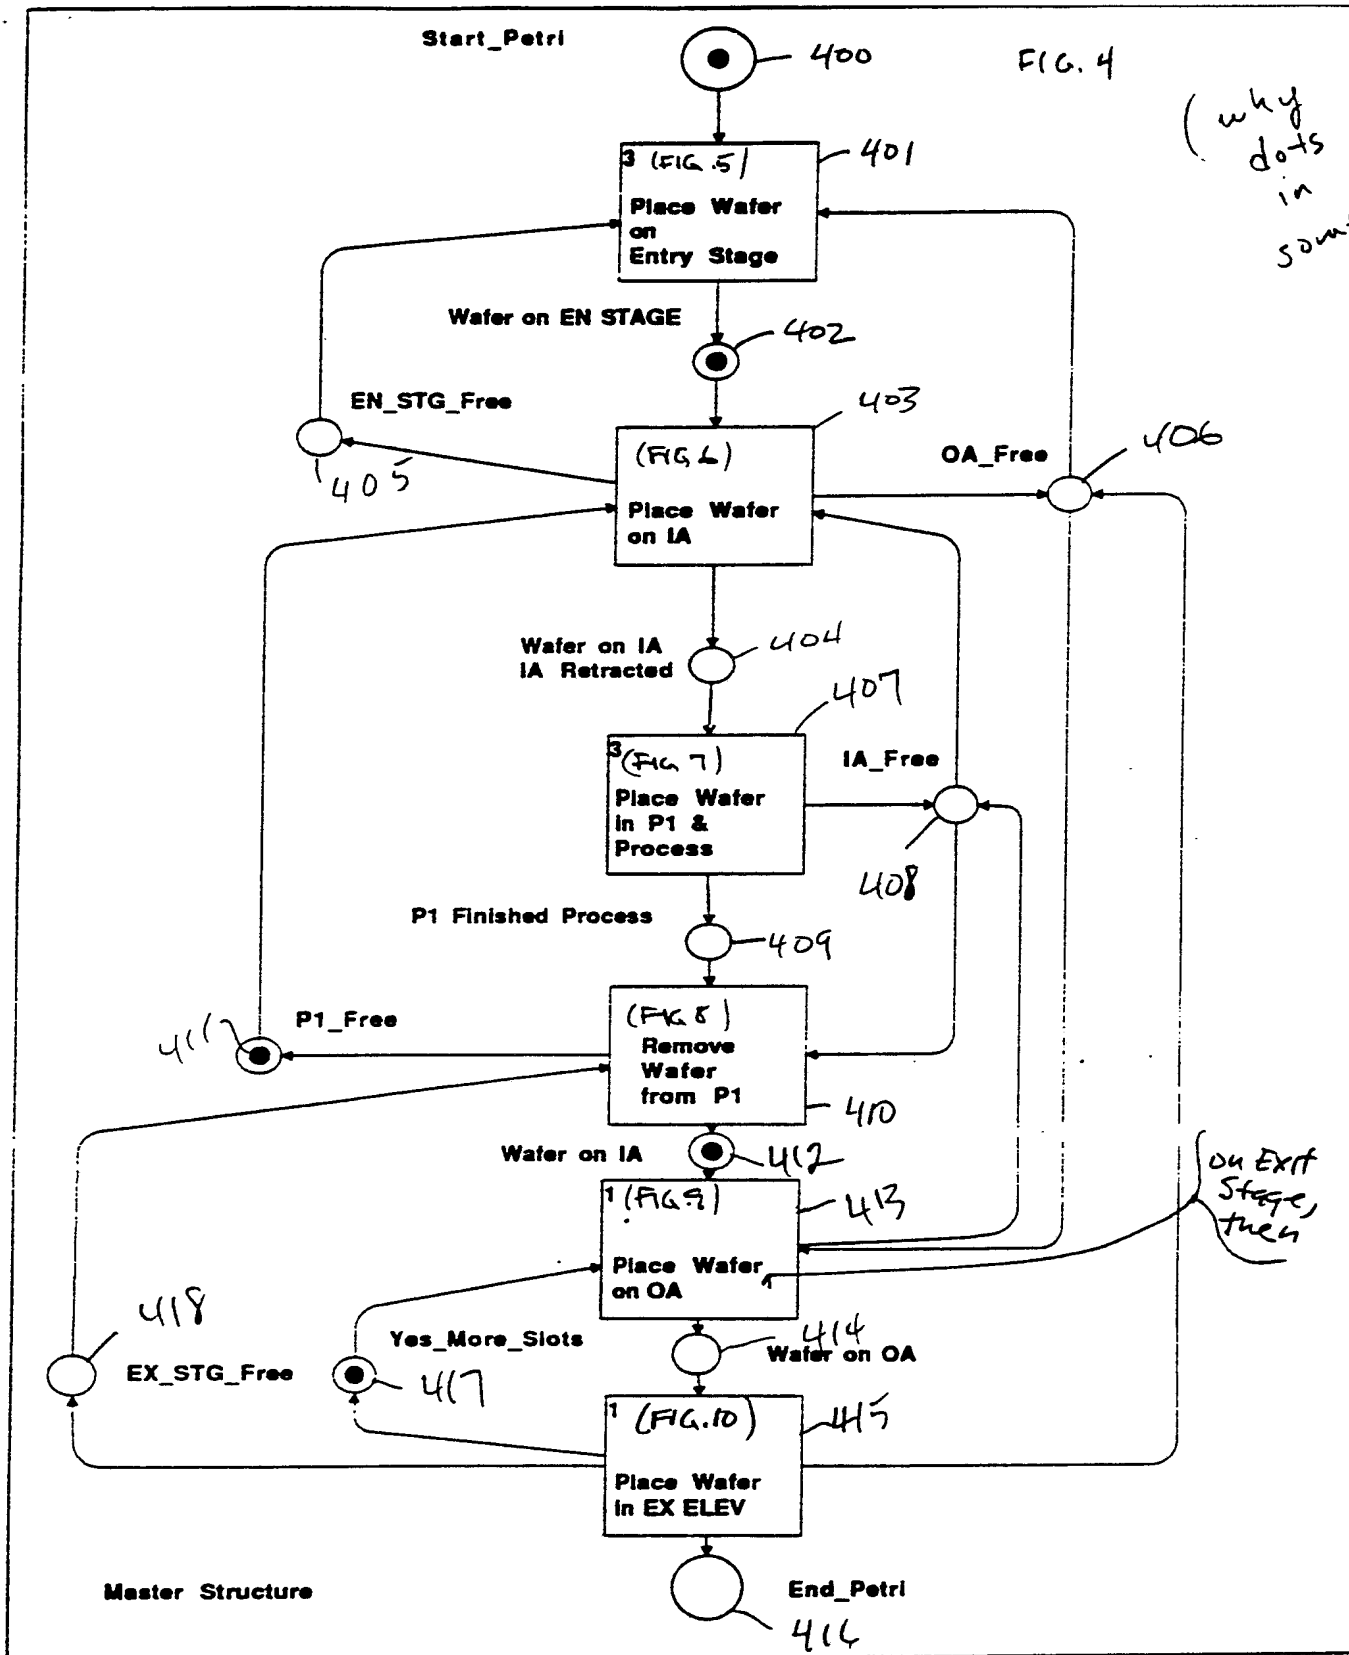 Start_Petri
400
FIG. 4
(why
dots
in
3 (FIG. 5)
401
Place Wafer
on
Entry Stage
Wafer on EN STAGE
402
EN_STG_Free
403
405
(FIG 6)
OA_Free
406
Place Wafer
on IA
Wafer on IA
IA Retracted
404
407
3 (FIG 7)
IA_Free
Place Wafer
in P1 &
Process
408
P1 Finished Process
409
P1_Free
411
(FIG 8)
Remove
Wafer
from P1
410
Wafer on IA
412
on Exit
Stage,
then
1 (FIG. 9)
413
Place Wafer
on OA
418
Yes_More_Slots
414
EX_STG_Free
417
Wafer on OA
1 (FIG. 10)
415
Place Wafer
in EX ELEV
Master Structure
End_Petri
416